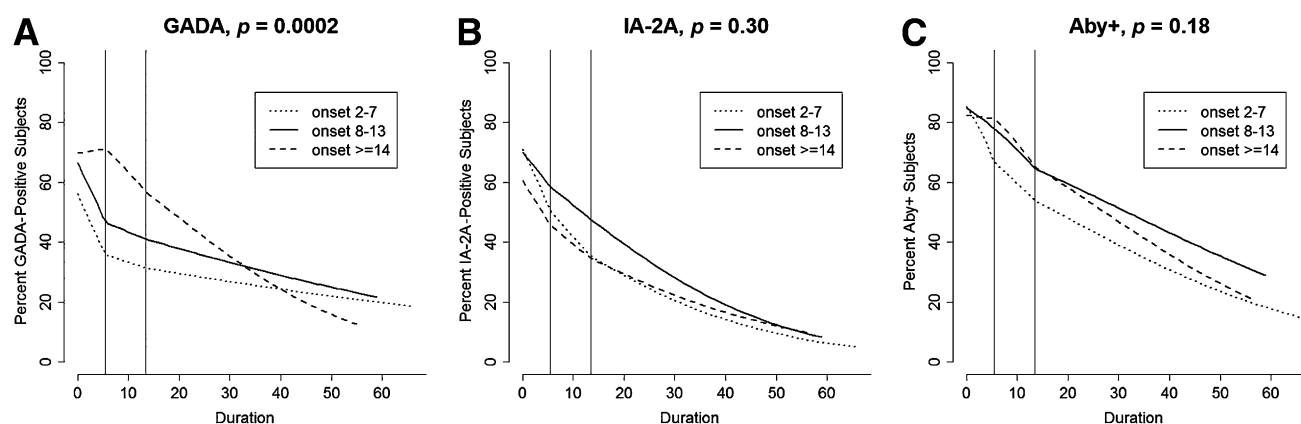 A
GADA, p = 0.0002
Percent GADA-Positive Subjects
100
80
60
40
20
0
onset 2-7
onset 8-13
onset >=14
0 10 20 30 40 50 60
Duration
B
IA-2A, p = 0.30
Percent IA-2A-Positive Subjects
100
80
60
40
20
0
onset 2-7
onset 8-13
onset >=14
0 10 20 30 40 50 60
Duration
C
Aby+, p = 0.18
Percent Aby+ Subjects
100
80
60
40
20
0
onset 2-7
onset 8-13
onset >=14
0 10 20 30 40 50 60
Duration